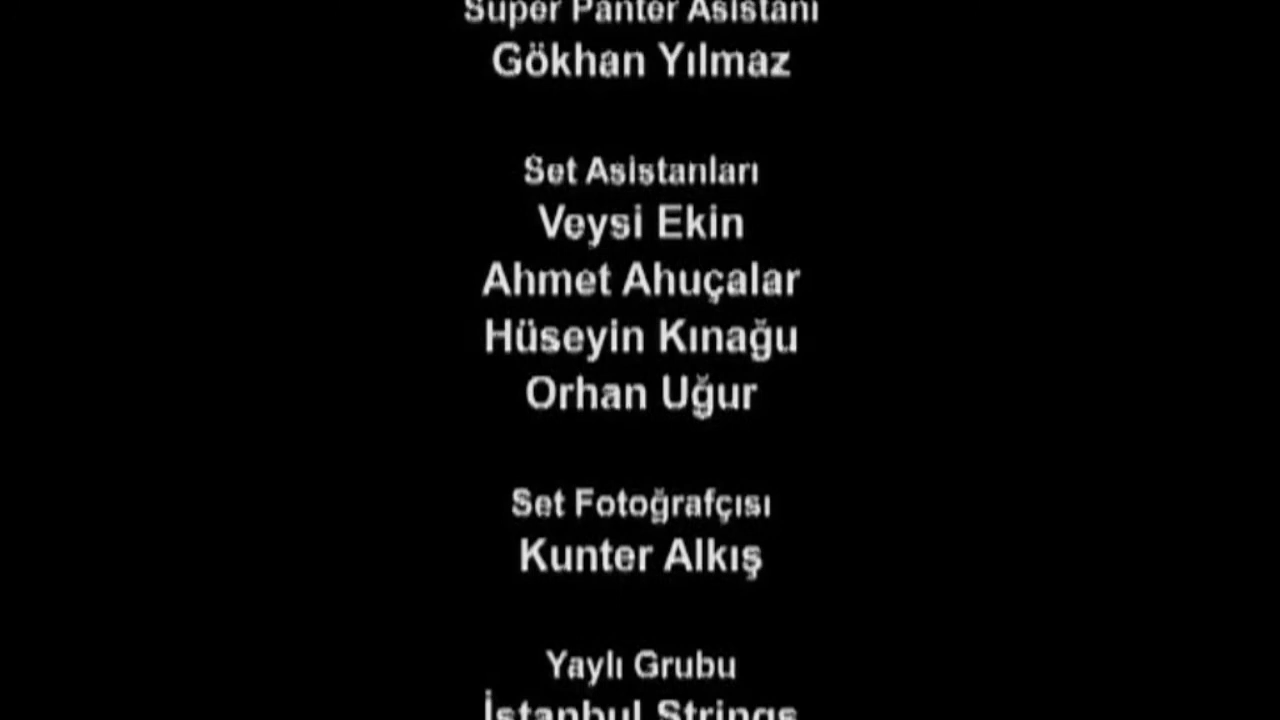 Süper Panter Asistanı
Gökhan Yılmaz
Set Asistanları
Veysi Ekin
Ahmet Ahuçalar
Hüseyin Kınağu
Orhan Uğur
Set Fotoğrafçısı
Kunter Alkış
Yaylı Grubu
İstanbul Strings